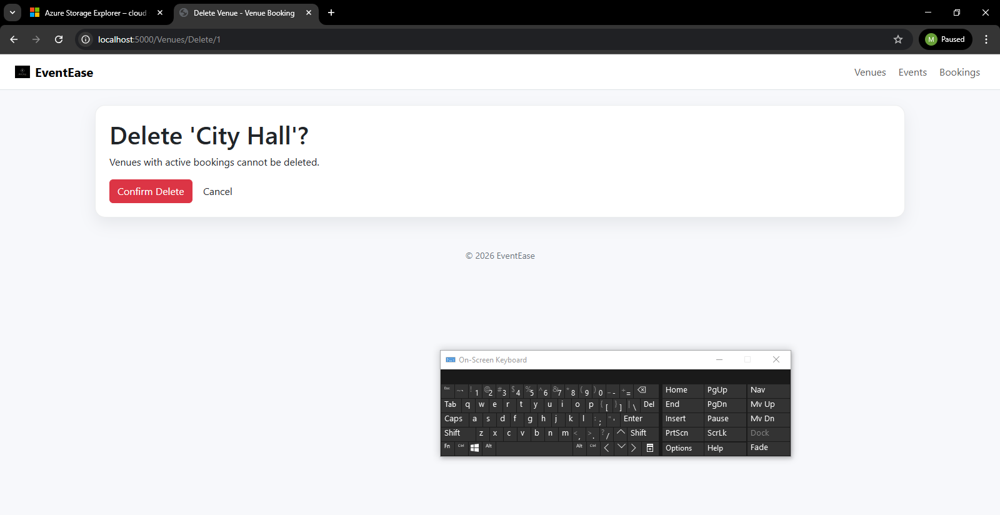 Azure Storage Explorer – cloud
Delete Venue - Venue Booking
localhost:5000/Venues/Delete/1
M Paused
EventEase
Venues Events Bookings
Delete 'City Hall'?
Venues with active bookings cannot be deleted.
Confirm Delete Cancel
© 2026 EventEase
On-Screen Keyboard
Esc ~ ` ! 1 @ 2 # 3 $ 4 % 5 ^ 6 & 7 * 8 ( 9 ) 0 _ - + = Home PgUp Nav
Tab q w e r t y u i o p { [ } ] | \ Del End PgDn Mv Up
Caps a s d f g h j k l : ; " ' Enter Insert Pause Mv Dn
Shift z x c v b n m < , > . ? / Shift PrtScn ScrLk Dock
Fn Ctrl Alt Alt Ctrl Options Help Fade